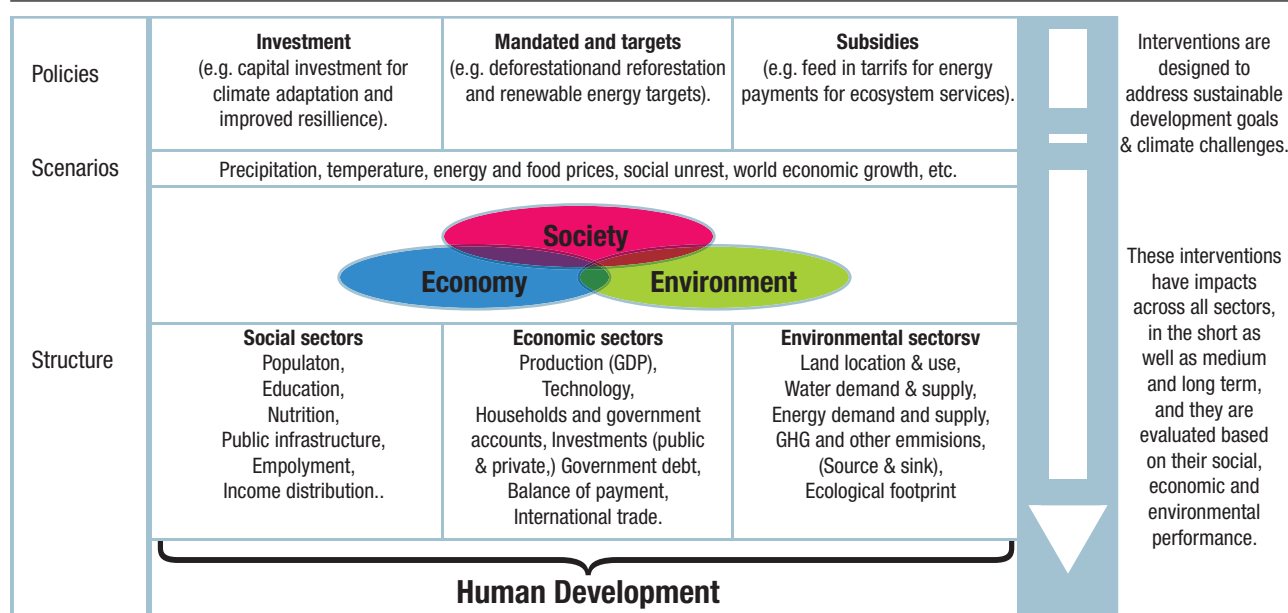 Policies
Investment
(e.g. capital investment for
climate adaptation and
improved resillience).
Mandated and targets
(e.g. deforestationand reforestation
and renewable energy targets).
Subsidies
(e.g. feed in tarrifs for energy
payments for ecosystem services).
Interventions are
designed to
address sustainable
development goals
& climate challenges.
Scenarios
Precipitation, temperature, energy and food prices, social unrest, world economic growth, etc.
Society
Economy
Environment
Structure
Social sectors
Populaton,
Education,
Nutrition,
Public infrastructure,
Empolyment,
Income distribution..
Economic sectors
Production (GDP),
Technology,
Households and government
accounts, Investments (public
& private,) Government debt,
Balance of payment,
International trade.
Environmental sectorsv
Land location & use,
Water demand & supply,
Energy demand and supply,
GHG and other emmisions,
(Source & sink),
Ecological footprint
These interventions
have impacts
across all sectors,
in the short as
well as medium
and long term,
and they are
evaluated based
on their social,
economic and
environmental
performance.
Human Development